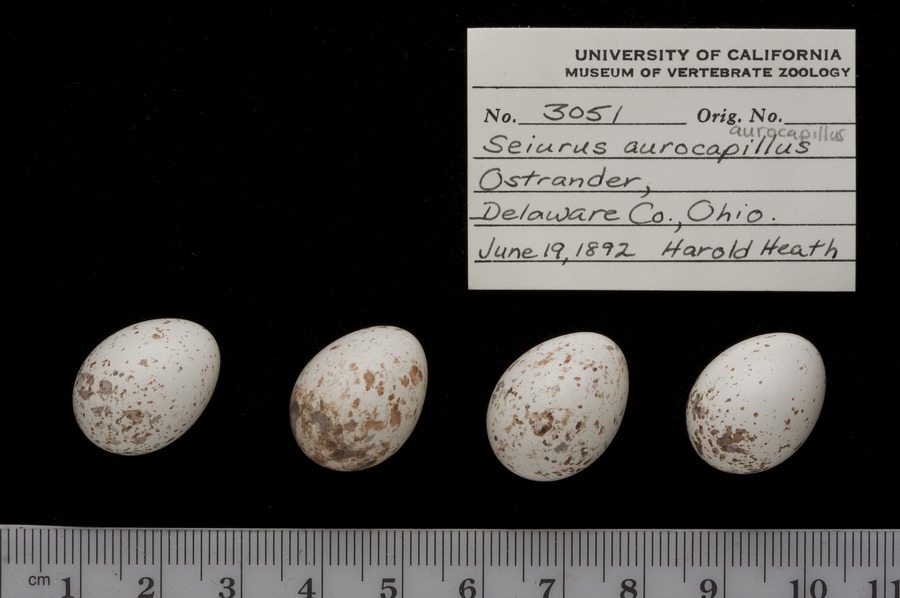 UNIVERSITY OF CALIFORNIA
MUSEUM OF VERTEBRATE ZOOLOGY
No. 3051 Orig. No.
aurocapillus
Seiurus aurocapillus
Ostrander,
Delaware Co., Ohio.
June 19, 1892 Harold Heath
cm 1 2 3 4 5 6 7 8 9 10 11